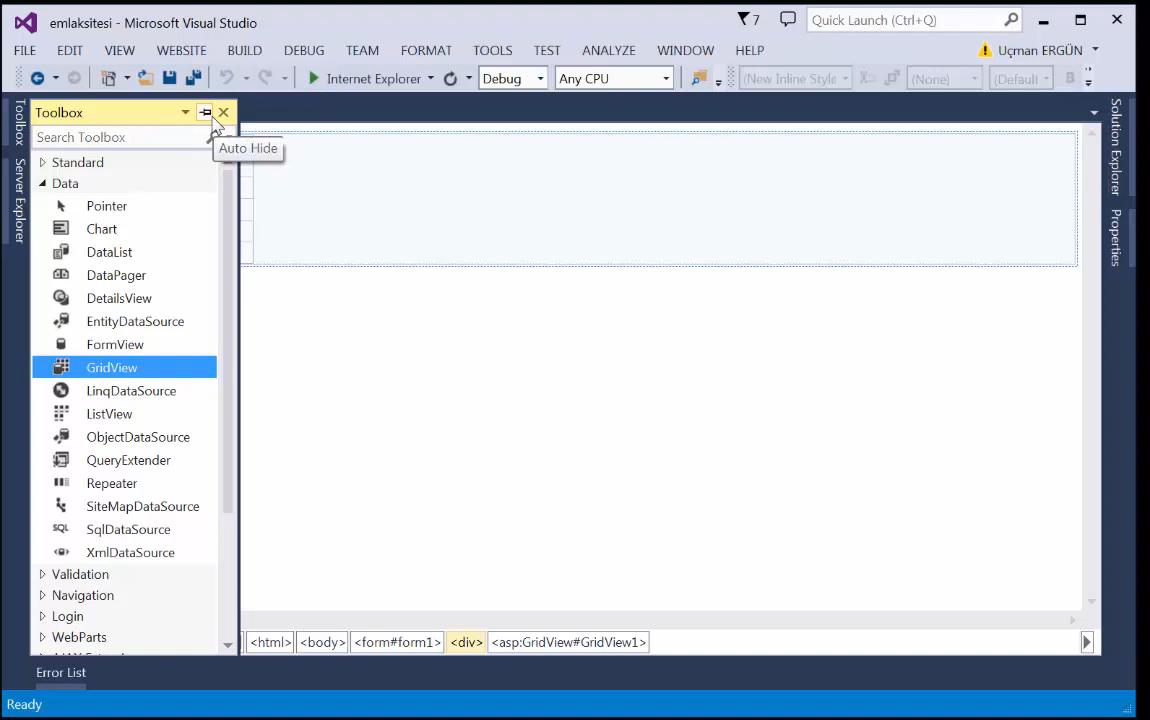 emlaksitesi - Microsoft Visual Studio
7
Quick Launch (Ctrl+Q)
FILE EDIT VIEW WEBSITE BUILD DEBUG TEAM FORMAT TOOLS TEST ANALYZE WINDOW HELP
Uçman ERGÜN
Internet Explorer
Debug
Any CPU
(New Inline Style
(None)
(Default
B
Toolbox
Server Explorer
Toolbox
Search Toolbox
Auto Hide
Standard
Data
Pointer
Chart
DataList
DataPager
DetailsView
EntityDataSource
FormView
GridView
LinqDataSource
ListView
ObjectDataSource
QueryExtender
Repeater
SiteMapDataSource
SQL SqlDataSource
XmlDataSource
Validation
Navigation
Login
WebParts
Solution Explorer
Properties
<html> <body> <form#form1> <div> <asp:GridView#GridView1>
Error List
Ready